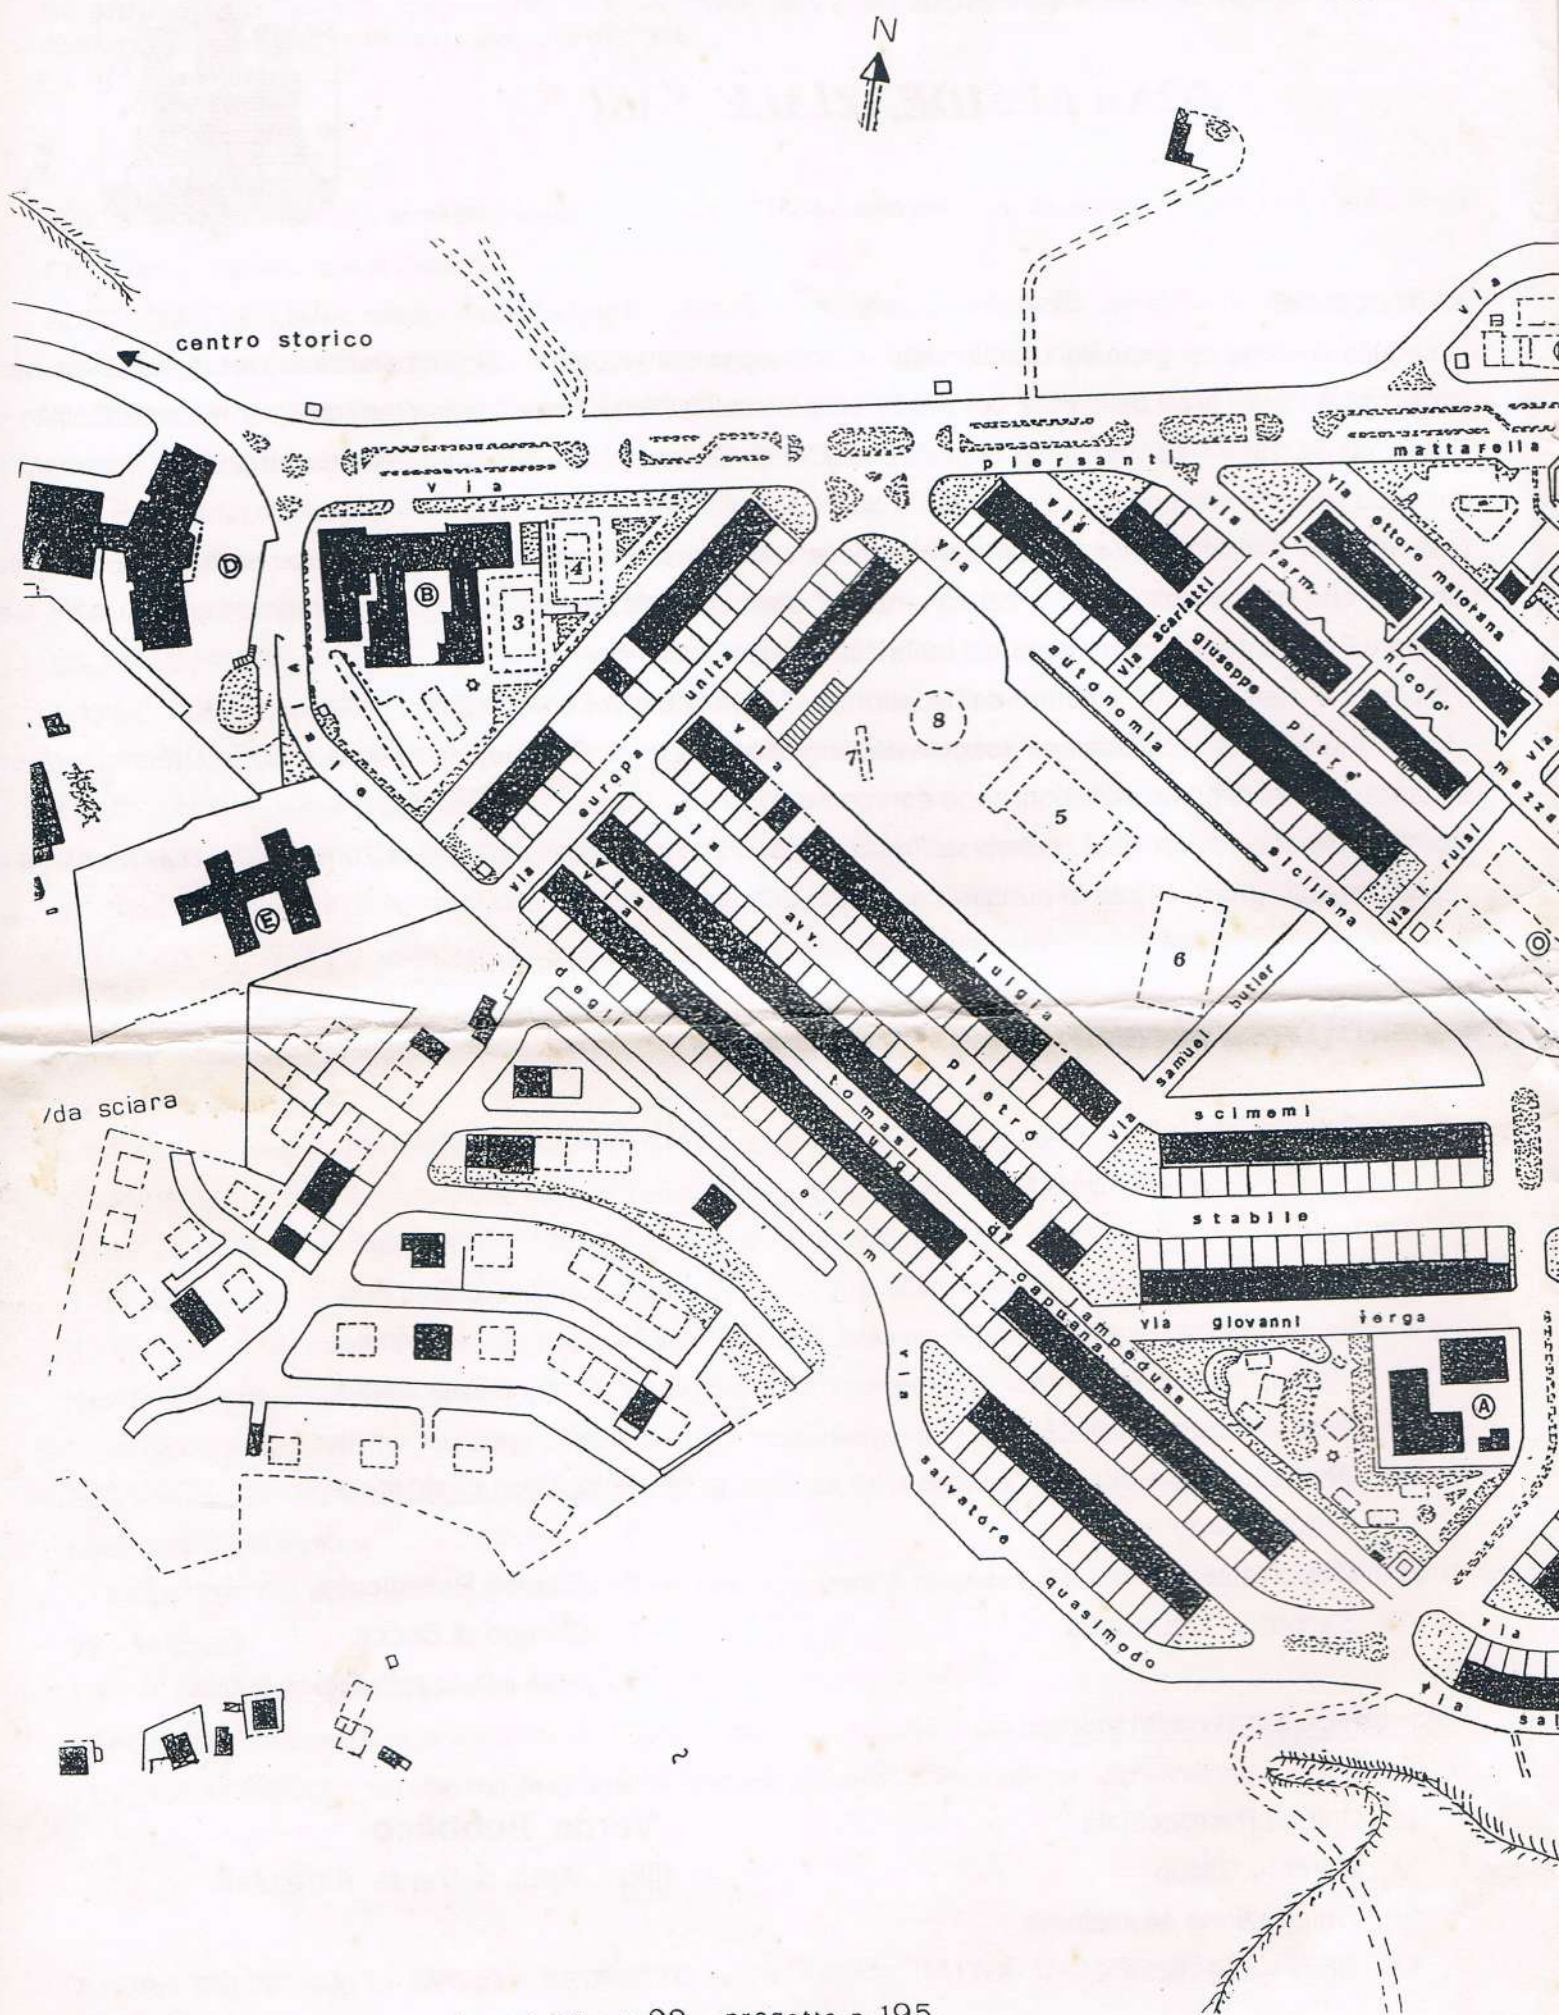 N
centro storico
via
piersanti
mattarella
via
B
D
B
3
4
via
via
via scarlatti
via
farm.
via
ettore maiorana
nicolo'
mazza
via
giuseppe pitrè
autonomia
siciliana
via ruisi
europa
unita
via
8
7
5
6
O
E
via
via
luigia
via
avv.
pietro
samuel butler
via
scimemi
stabile
via
tomasi
di
lampedusa
via
luigi
capuana
degli
elimi
/da sciara
via giovanni verga
A
via
salvatore
quasimodo
via
via
sal
progetto n 195